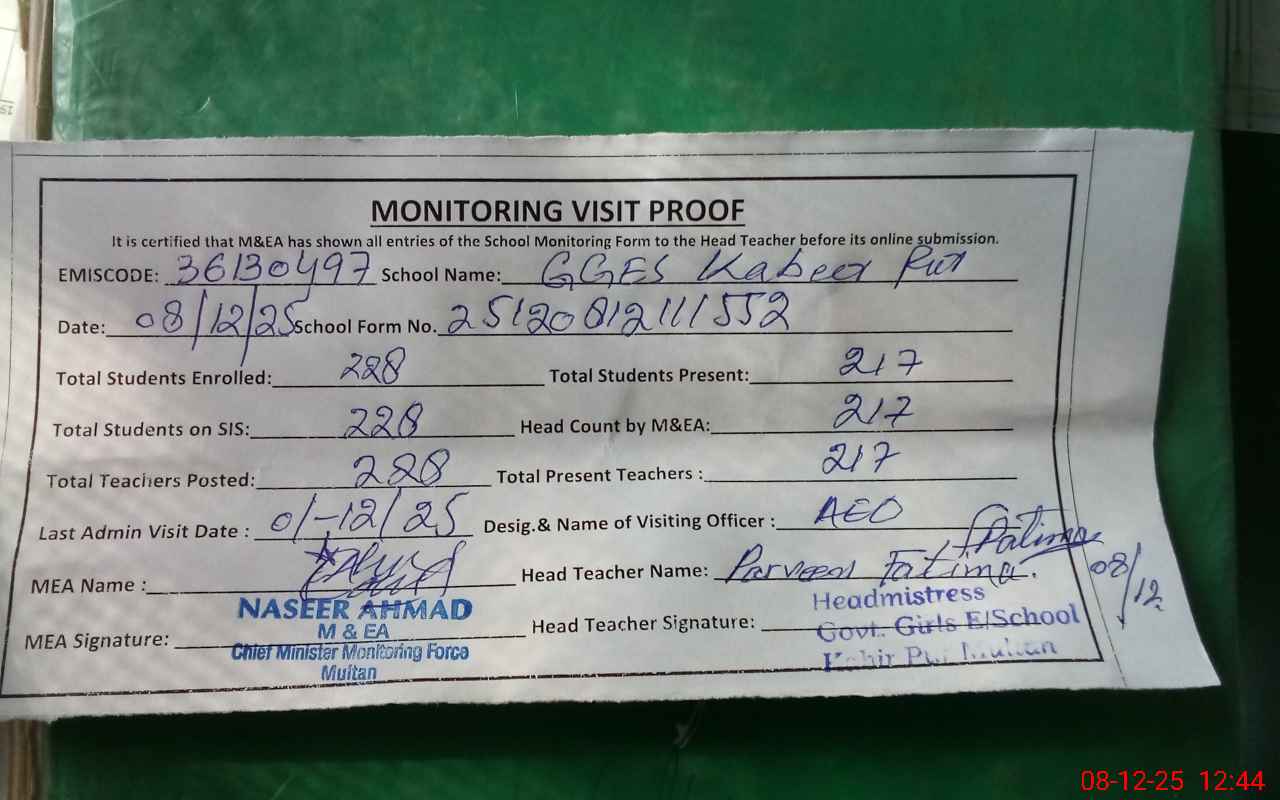 MONITORING VISIT PROOF
It is certified that M&EA has shown all entries of the School Monitoring Form to the Head Teacher before its online submission.
EMISCODE: 36130497 School Name: GGES Kabeer Pur
Date: 08/12/25 School Form No. 25120812111552
Total Students Enrolled: 228 Total Students Present: 217
Total Students on SIS: 228 Head Count by M&EA: 217
Total Teachers Posted: 228 Total Present Teachers : 217
Last Admin Visit Date : 01-12/25 Desig.& Name of Visiting Officer : AEO
MEA Name : Head Teacher Name: Parveen Fatima.
Fatima
08/12
NASEER AHMAD
M & EA
Chief Minister Monitoring Force
Multan
MEA Signature: Head Teacher Signature:
Headmistress
Govt. Girls E/School
Kabir Pur Multan
08-12-25 12:44